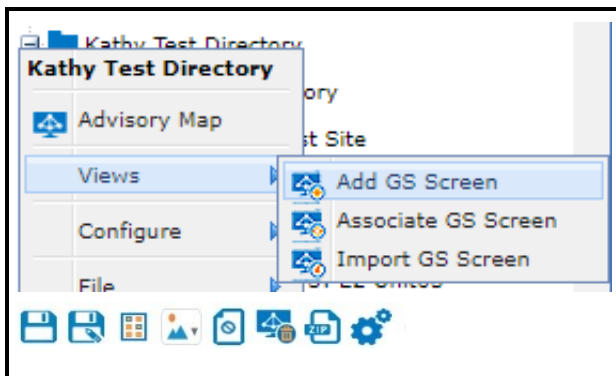 Kathy Test Directory
Kathy Test Directory
ory
Advisory Map
st Site
Views
Add GS Screen
Associate GS Screen
Configure
Import GS Screen
File
ZIP